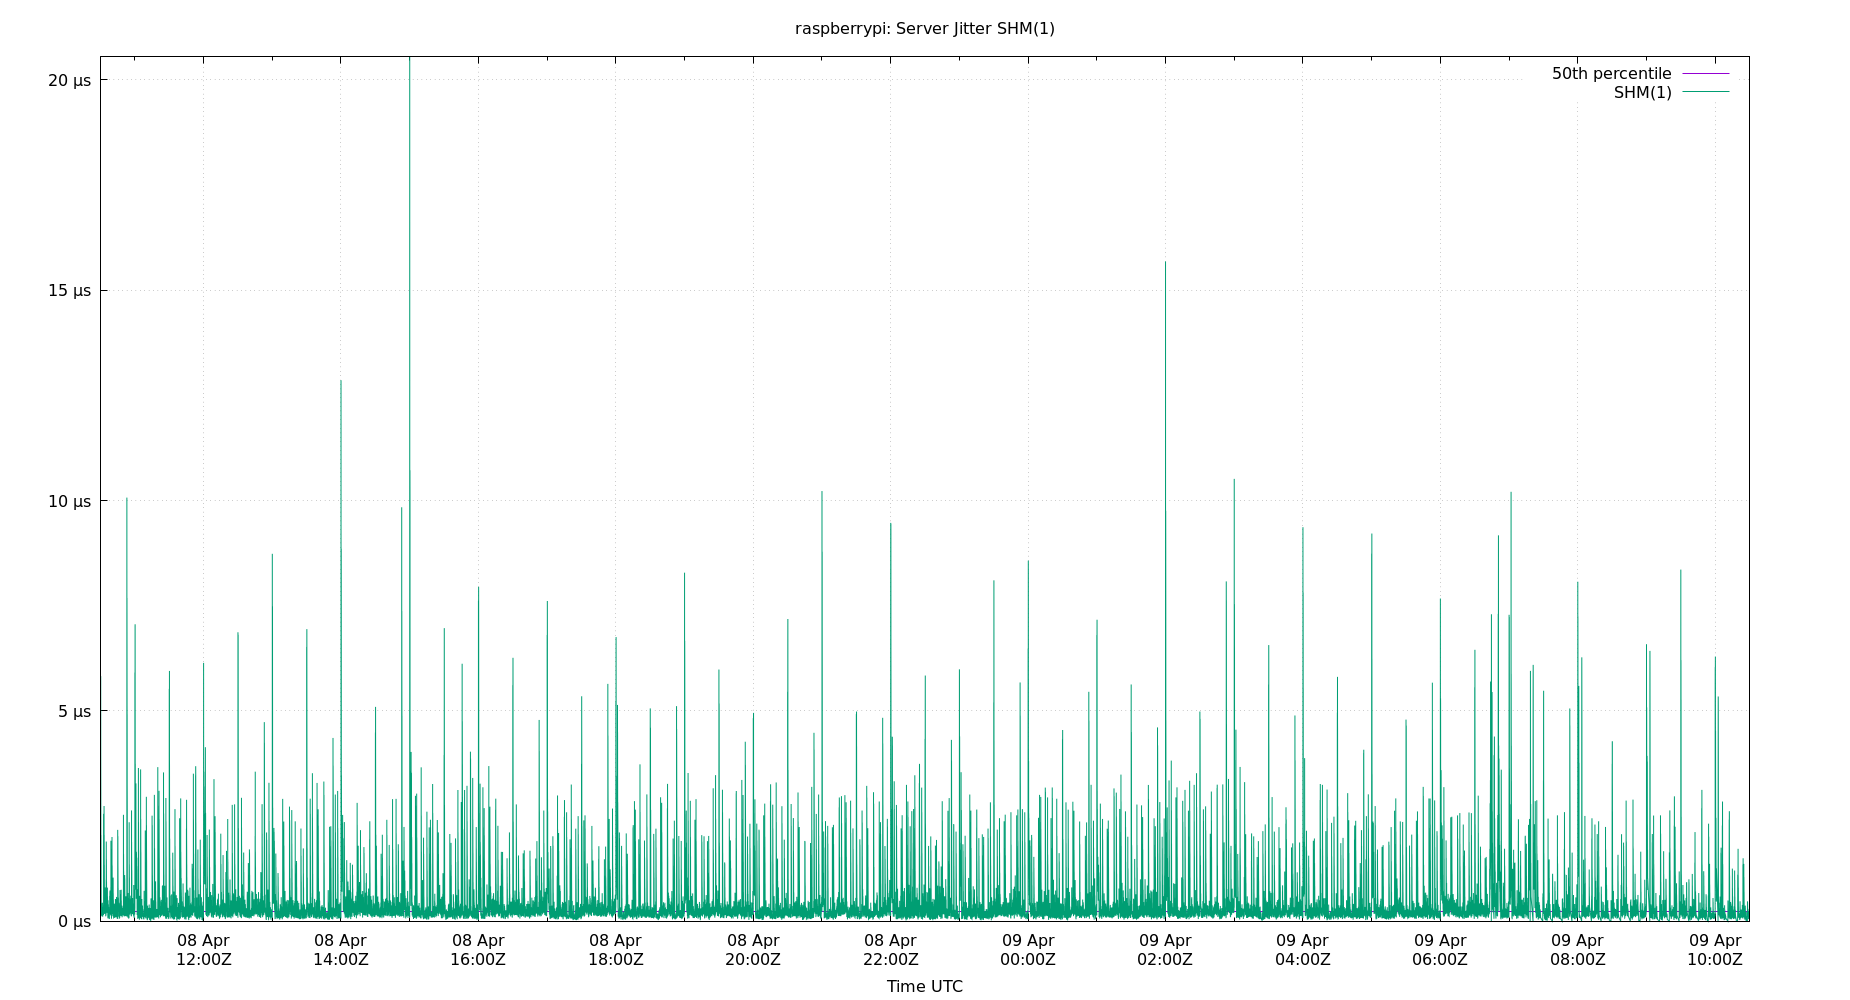 raspberrypi: Server Jitter SHM(1)
50th percentile
SHM(1)
20 µs
15 µs
10 µs
5 µs
0 µs
08 Apr 08 Apr 08 Apr 08 Apr 08 Apr 08 Apr 09 Apr 09 Apr 09 Apr 09 Apr 09 Apr 09 Apr
12:00Z 14:00Z 16:00Z 18:00Z 20:00Z 22:00Z 00:00Z 02:00Z 04:00Z 06:00Z 08:00Z 10:00Z
Time UTC